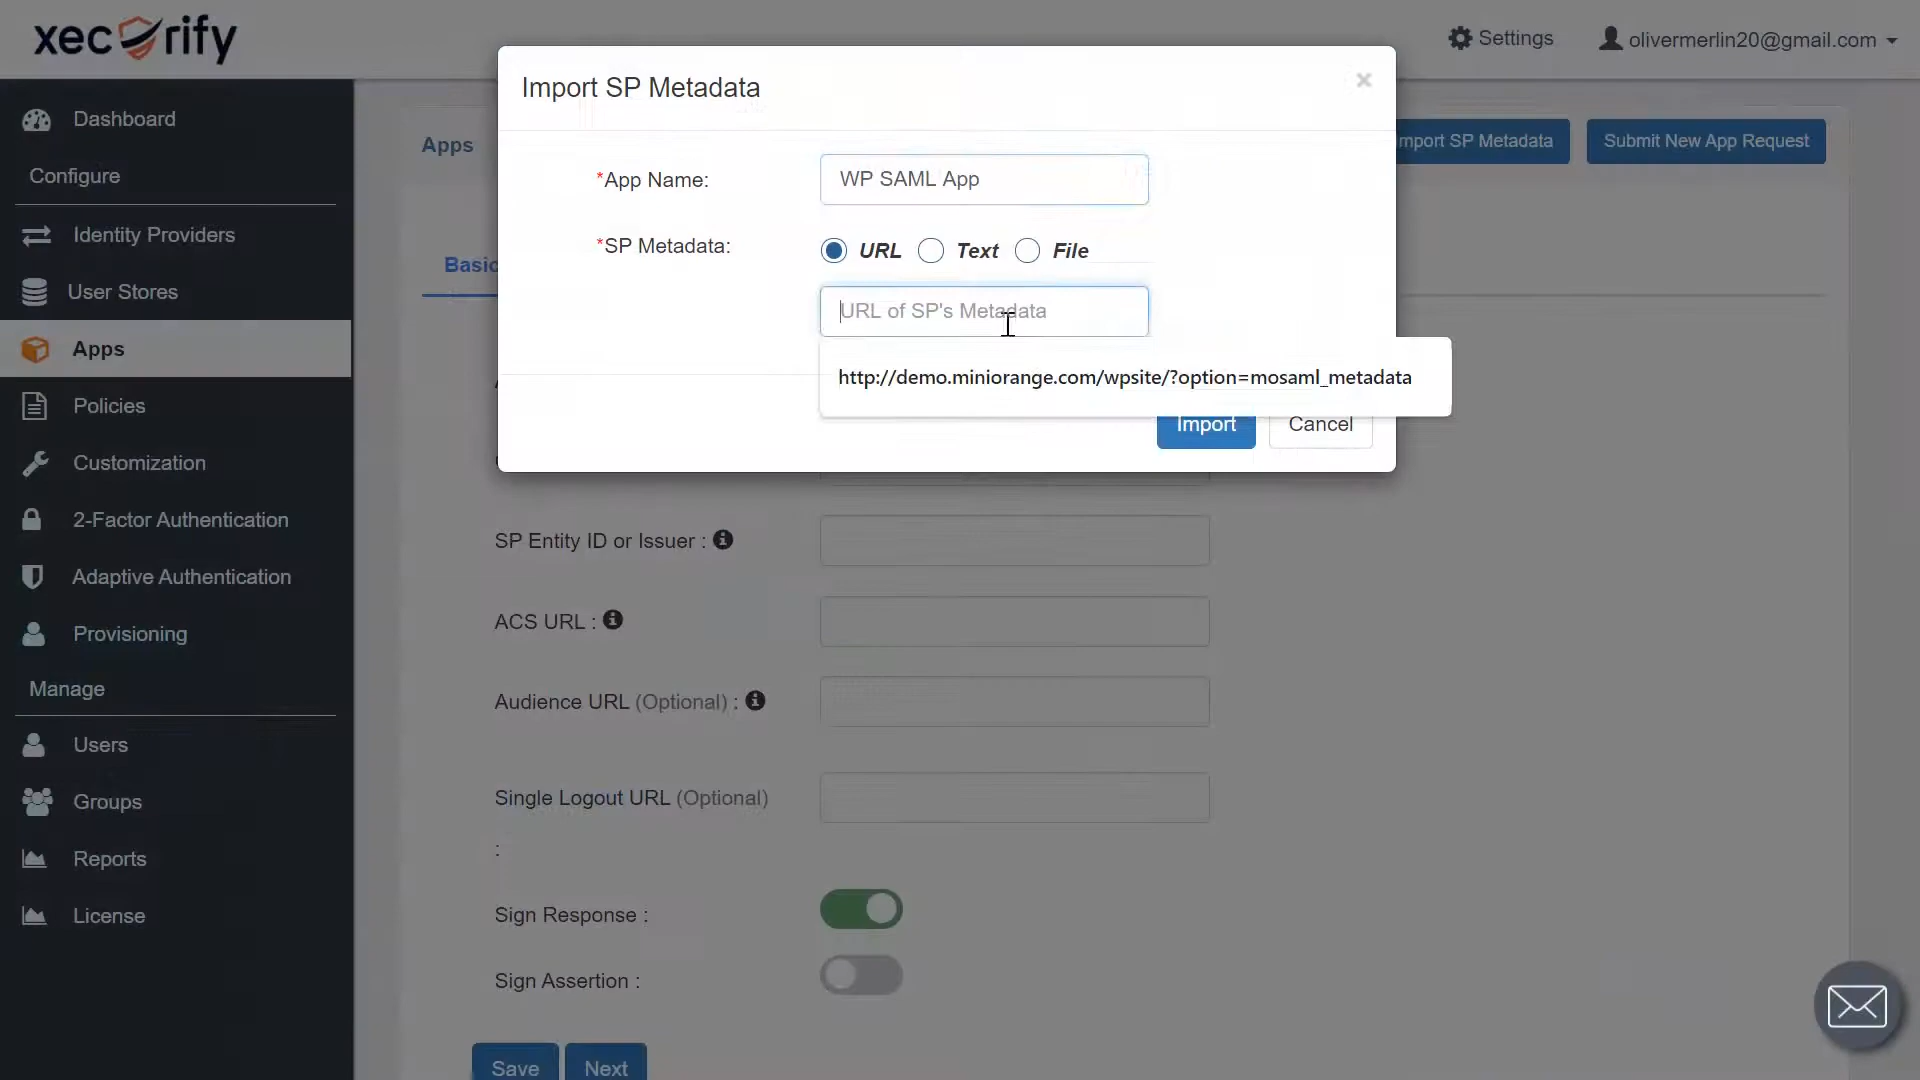 xecurify
Settings
olivermerlin20@gmail.com
Import SP Metadata
×
Dashboard
Configure
Apps
mport SP Metadata
Submit New App Request
*App Name:
WP SAML App
Identity Providers
*SP Metadata:
URL
Text
File
Basic
User Stores
URL of SP's Metadata
Apps
http://demo.miniorange.com/wpsite/?option=mosaml_metadata
Policies
Import
Cancel
Customization
2-Factor Authentication
SP Entity ID or Issuer :
Adaptive Authentication
ACS URL :
Provisioning
Manage
Audience URL (Optional) :
Users
Single Logout URL (Optional)
:
Groups
Reports
License
Sign Response :
Sign Assertion :
Save
Next